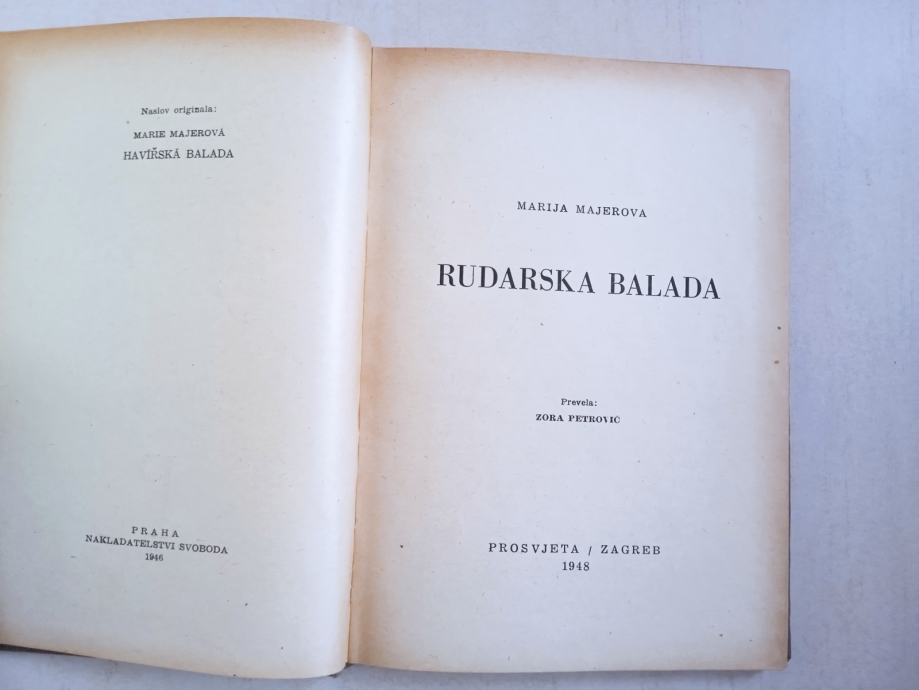 Naslov originala:
MARIE MAJEROVÁ
HAVÍŘSKÁ BALADA
PRAHA
NAKLADATELSTVI SVOBODA
1946
MARIJA MAJEROVA
RUDARSKA BALADA
Prevela:
ZORA PETROVIĆ
PROSVJETA / ZAGREB
1948